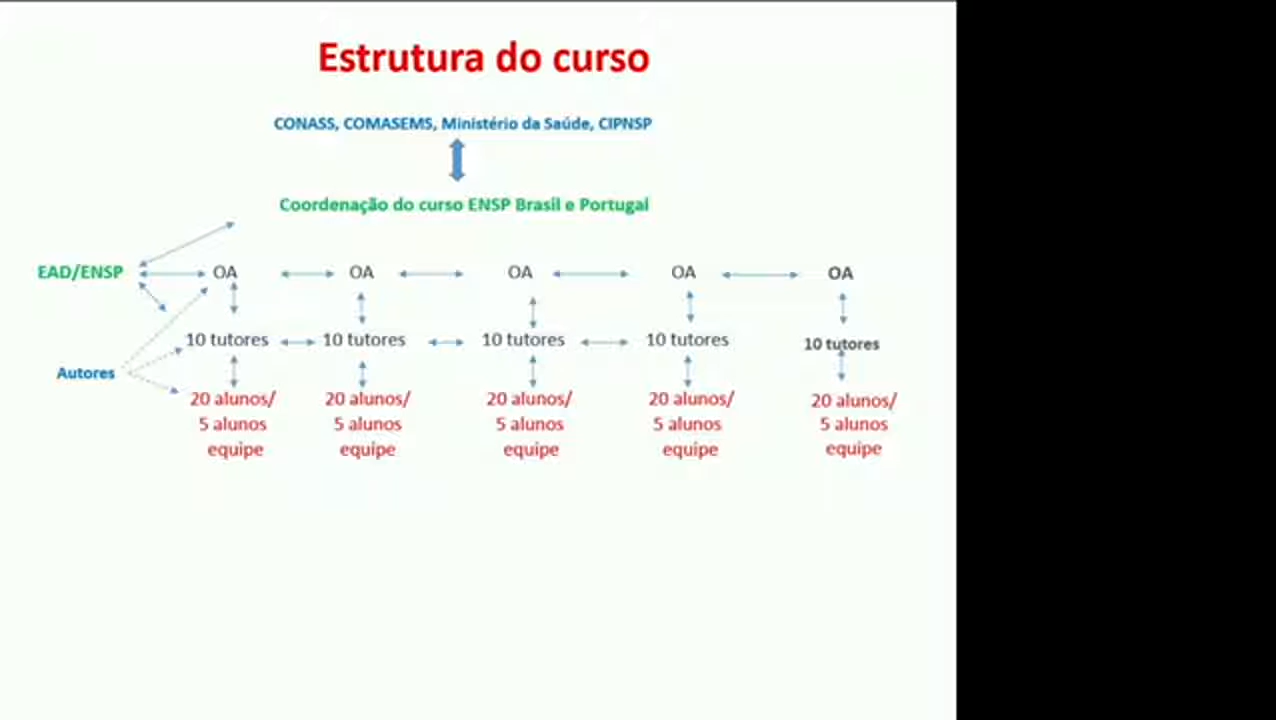 Estrutura do curso
CONASS, COMASEMS, Ministério da Saúde, CIPNSP
Coordenação do curso ENSP Brasil e Portugal
EAD/ENSP OA OA OA OA OA
10 tutores 10 tutores 10 tutores 10 tutores 10 tutores
Autores
20 alunos/ 20 alunos/ 20 alunos/ 20 alunos/ 20 alunos/
5 alunos 5 alunos 5 alunos 5 alunos 5 alunos
equipe equipe equipe equipe equipe